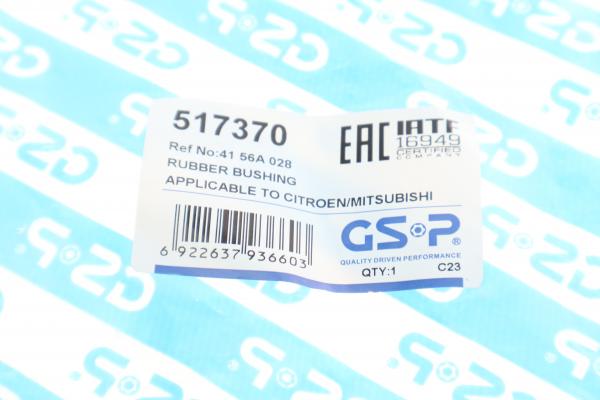 517370
Ref No:41 56A 028
RUBBER BUSHING
APPLICABLE TO CITROEN/MITSUBISHI
6 922637 936603
EAC
IATF
16949
CERTIFIED
COMPANY
GSP®
QUALITY DRIVEN PERFORMANCE
QTY:1 C23